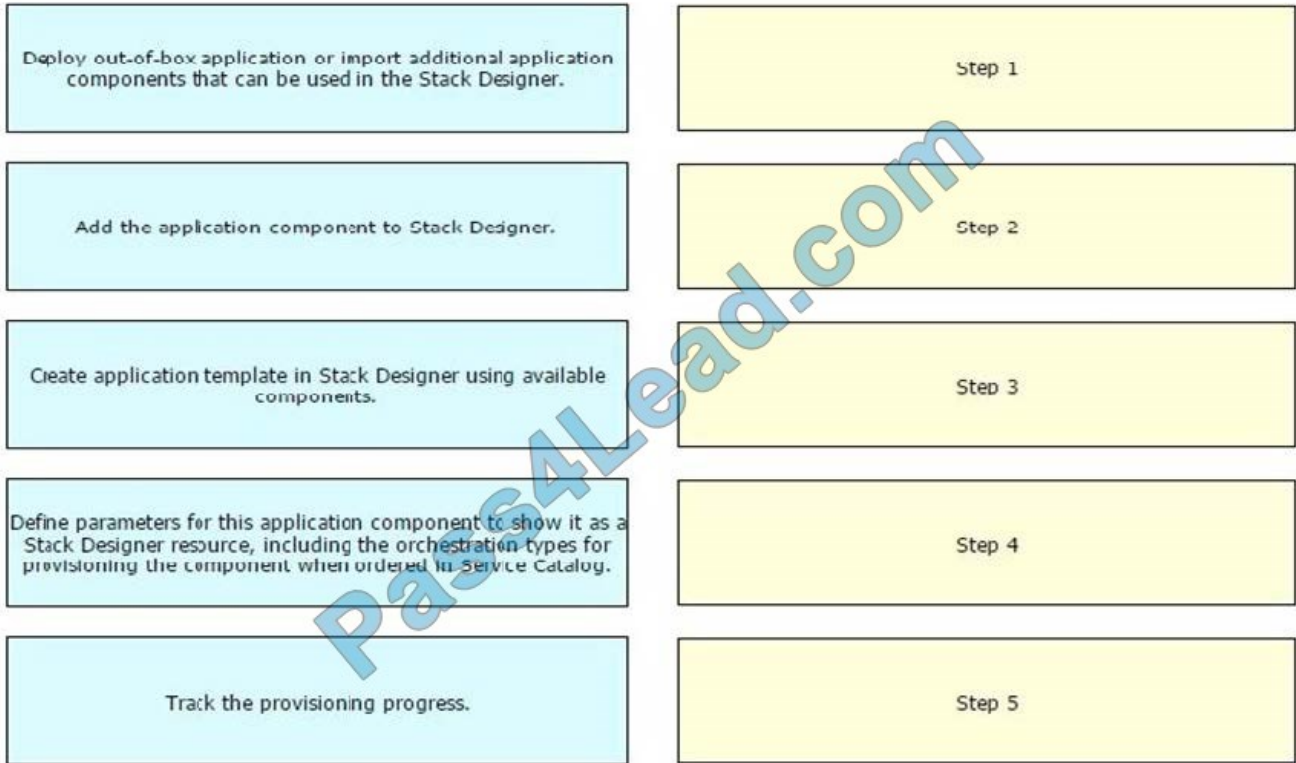 Deploy out-of-box application or import additional application
components that can be used in the Stack Designer.
Step 1
Add the application component to Stack Designer.
Step 2
Create application template in Stack Designer using available
components.
Step 3
Define parameters for this application component to show it as a
Stack Designer resource, including the orchestration types for
provisioning the component when ordered in Service Catalog.
Step 4
Track the provisioning progress.
Step 5
Pass4Lead.com